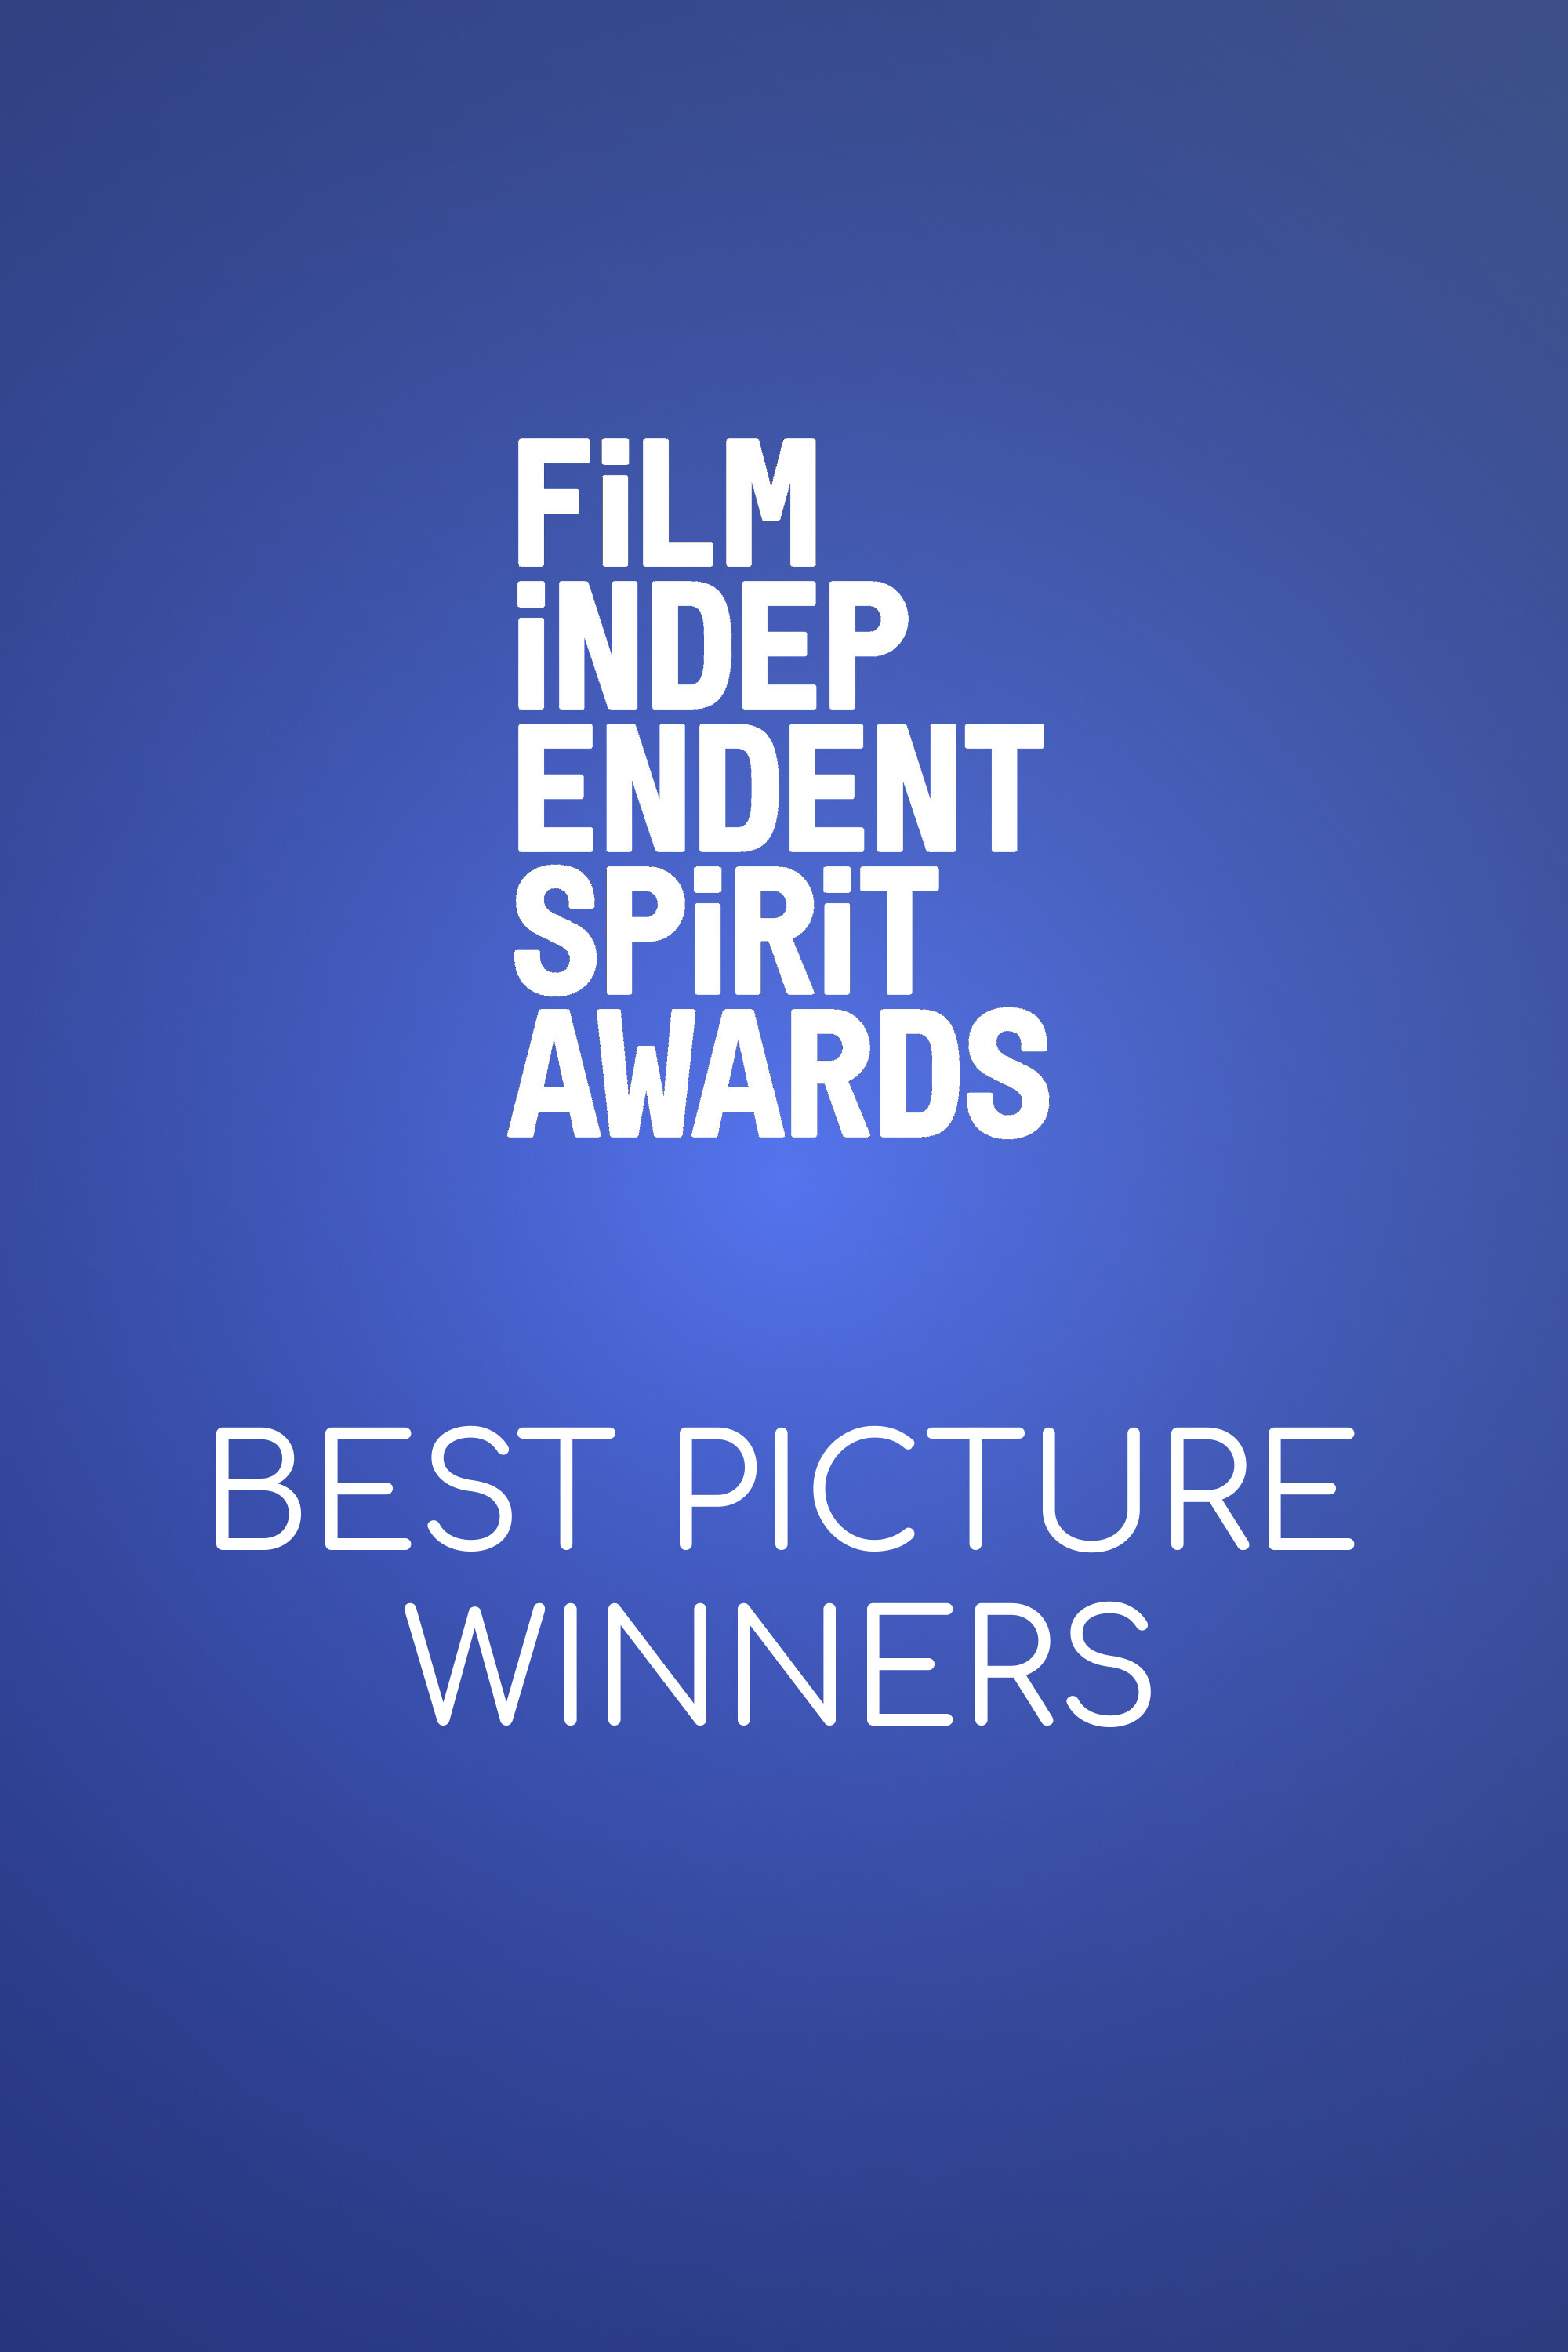 FiLM
iNDEP
ENDENT
SPiRiT
AWARDS
BEST PICTURE
WINNERS